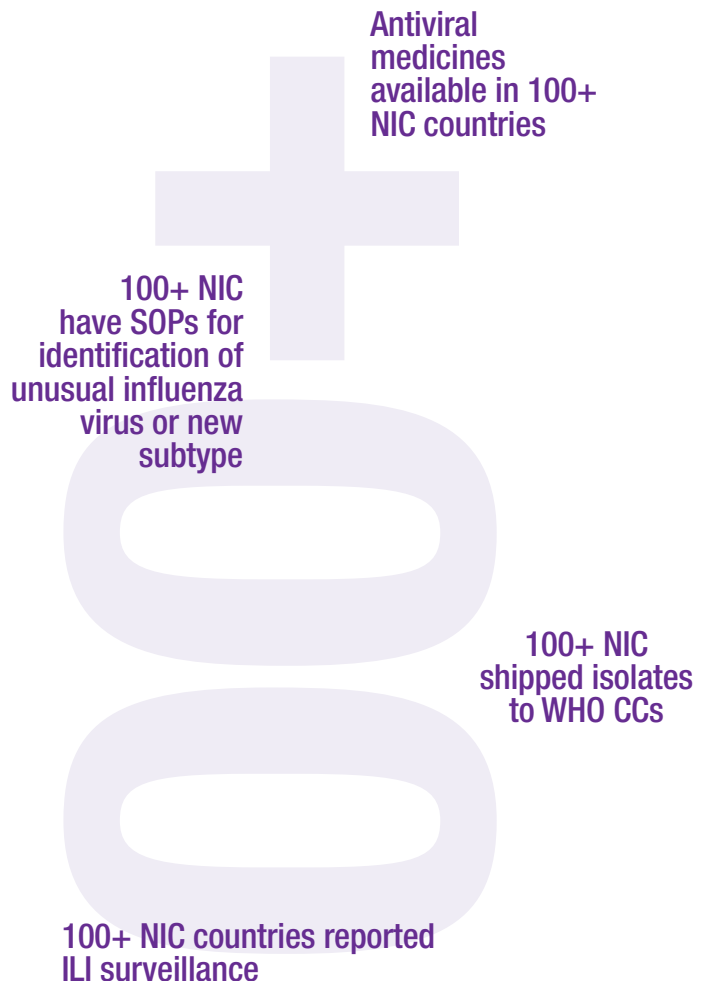 Antiviral
medicines
available in 100+
NIC countries
100+ NIC
have SOPs for
identification of
unusual influenza
virus or new
subtype
100+ NIC
shipped isolates
to WHO CCs
100+ NIC countries reported
ILI surveillance
00+